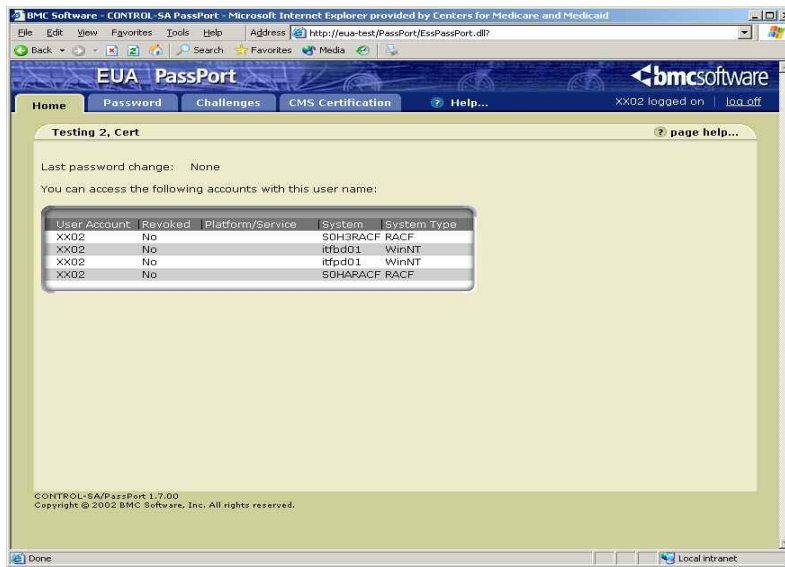 BMC Software - CONTROL-SA PassPort - Microsoft Internet Explorer provided by Centers for Medicare and Medicaid
File Edit View Favorites Tools Help Address http://eua-test/PassPort/EssPassPort.dll?
Back Search Favorites Media
EUA PassPort bmcsoftware
Home Password Challenges CMS Certification ? Help... XX02 logged on | log off
Testing 2, Cert ? page help...
Last password change: None
You can access the following accounts with this user name:
User Account Revoked Platform/Service System System Type
XX02 No S0H3RACF RACF
XX02 No itfbd01 WinNT
XX02 No itfpd01 WinNT
XX02 No S0HARACF RACF
CONTROL-SA/PassPort 1.7.00
Copyright © 2002 BMC Software, Inc. All rights reserved.
Done Local intranet